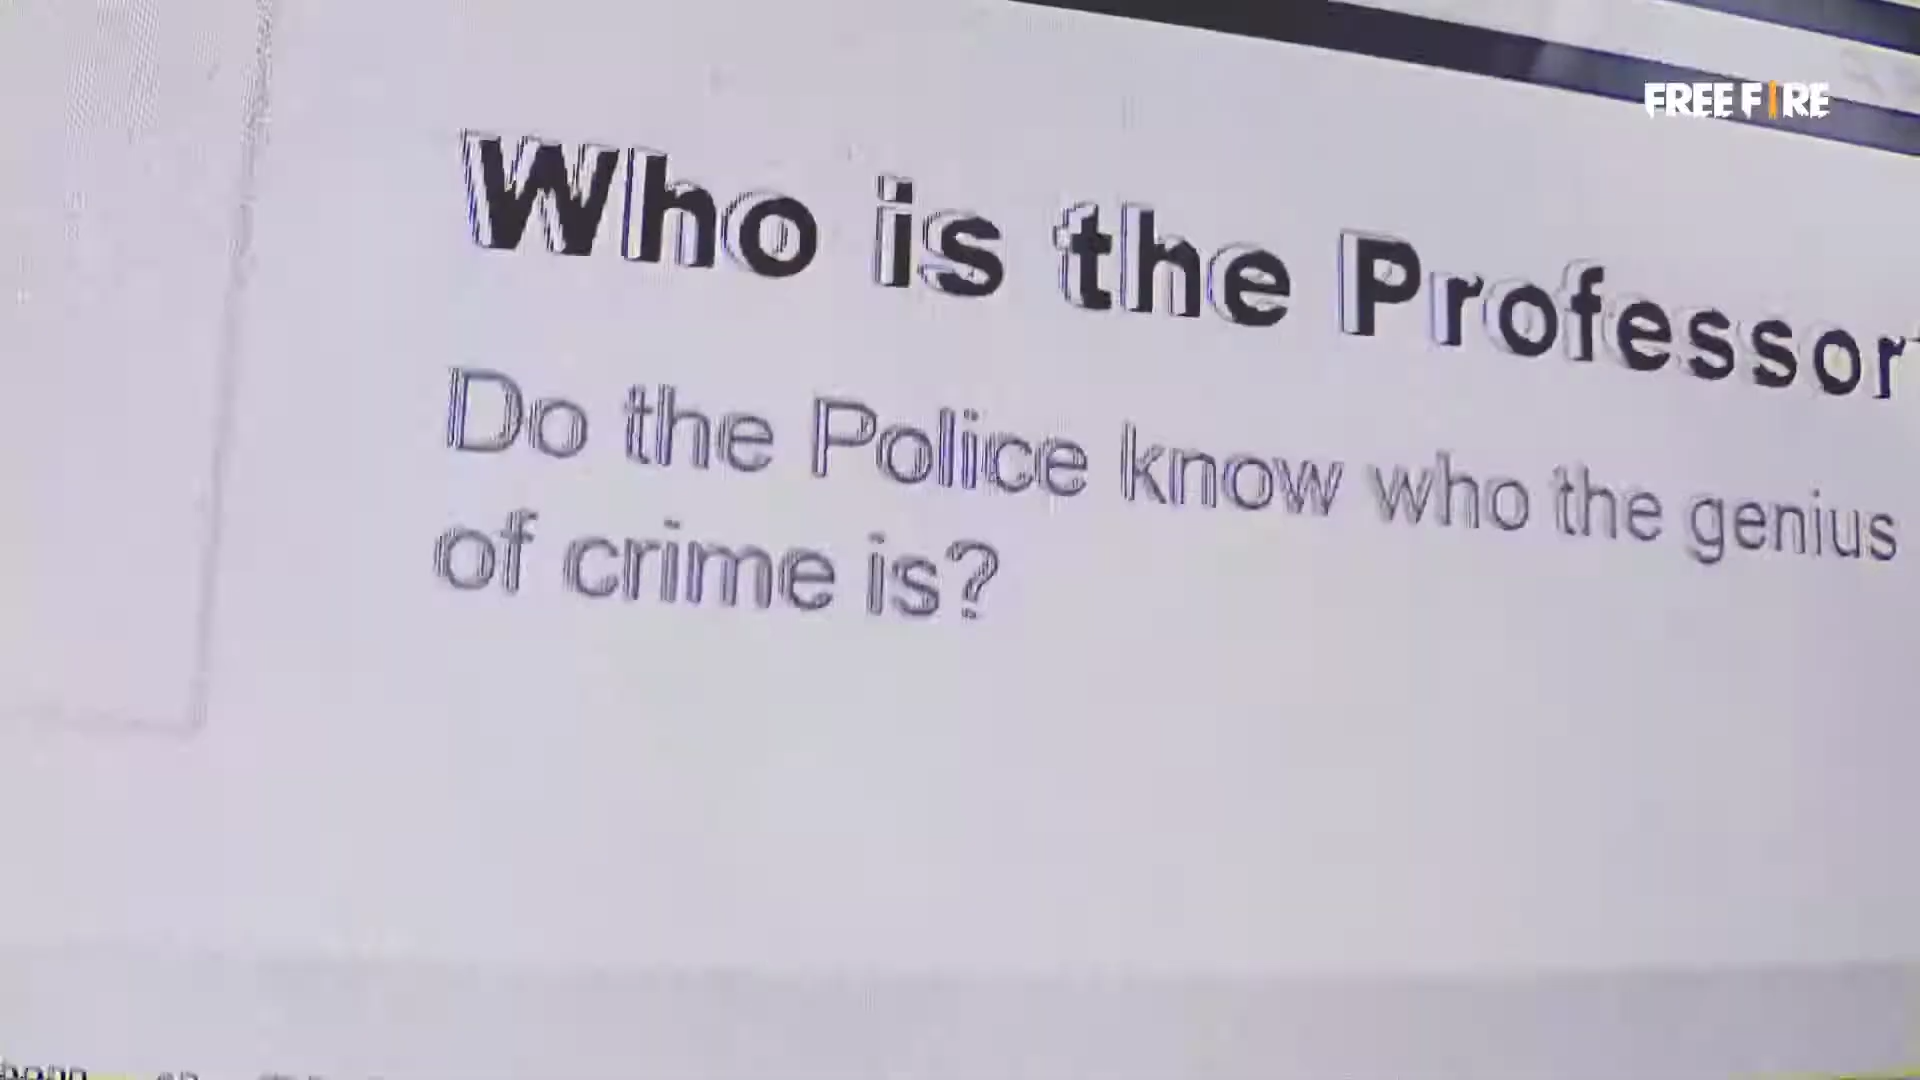 FREE FIRE
Who is the Professor
Do the Police know who the genius
of crime is?